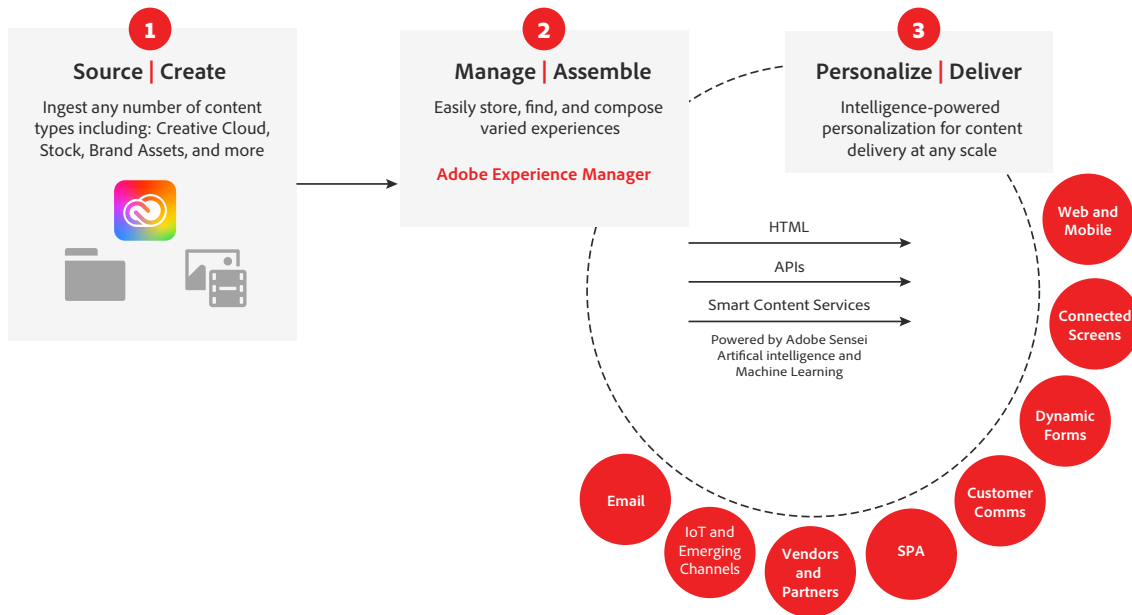 1
Source | Create
Ingest any number of content
types including: Creative Cloud,
Stock, Brand Assets, and more
2
Manage | Assemble
Easily store, find, and compose
varied experiences
Adobe Experience Manager
3
Personalize | Deliver
Intelligence-powered
personalization for content
delivery at any scale
HTML
APIs
Smart Content Services
Powered by Adobe Sensei
Artifical intelligence and
Machine Learning
Web and
Mobile
Connected
Screens
Dynamic
Forms
Customer
Comms
SPA
Vendors
and
Partners
IoT and
Emerging
Channels
Email